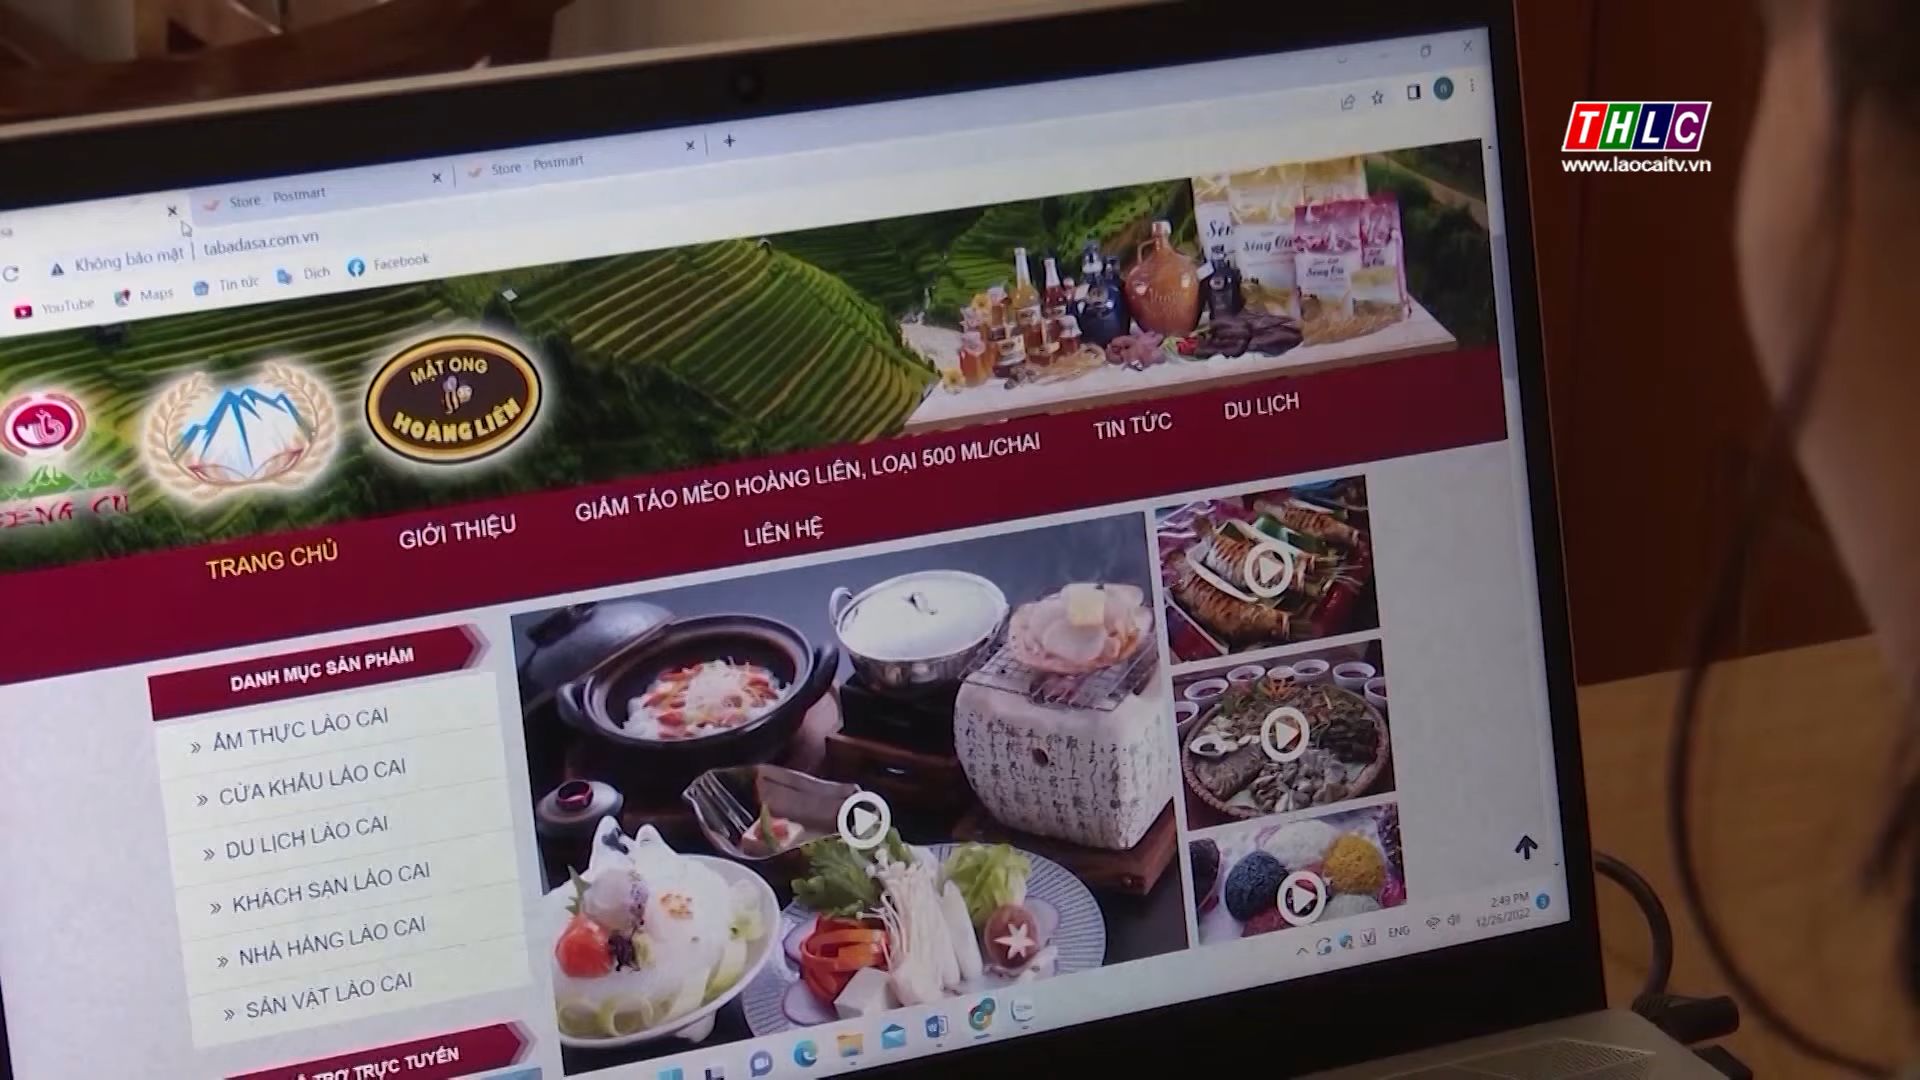 THLC
www.laocaitv.vn
Store - Postmart
Store - Postmart
Không bảo mật | tabadasa.com.vn
YouTube
Maps
Tin tức
Dịch
Facebook
MẬT ONG
HOÀNG LIÊN
TRANG CHỦ
GIỚI THIỆU
GIẤM TÁO MÈO HOÀNG LIÊN, LOẠI 500 ML/CHAI
TIN TỨC
DU LỊCH
LIÊN HỆ
DANH MỤC SẢN PHẨM
» ẨM THỰC LÀO CAI
» CỬA KHẨU LÀO CAI
» DU LỊCH LÀO CAI
» KHÁCH SẠN LÀO CAI
» NHÀ HÀNG LÀO CAI
» SẢN VẬT LÀO CAI
TRỢ TRỰC TUYẾN
ENG
2:49 PM
12/26/2022